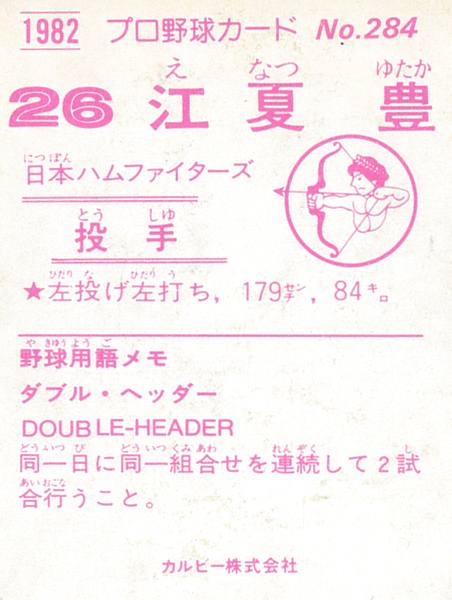 1982 プロ野球カード No.284
え なつ ゆたか
26 江夏 豊
にっぽん
日本ハムファイターズ
とう しゅ
投手
ひだり な ひだり う
★左投げ左打ち，179センチ，84キロ。
や きゅう よう ご
野球用語メモ
ダブル・ヘッダー
DOUBLE-HEADER
どういつ び どういつ くみ あわ れんぞく し
同一日に同一組合せを連続して2試
あい おこな
合行うこと。
カルビー株式会社